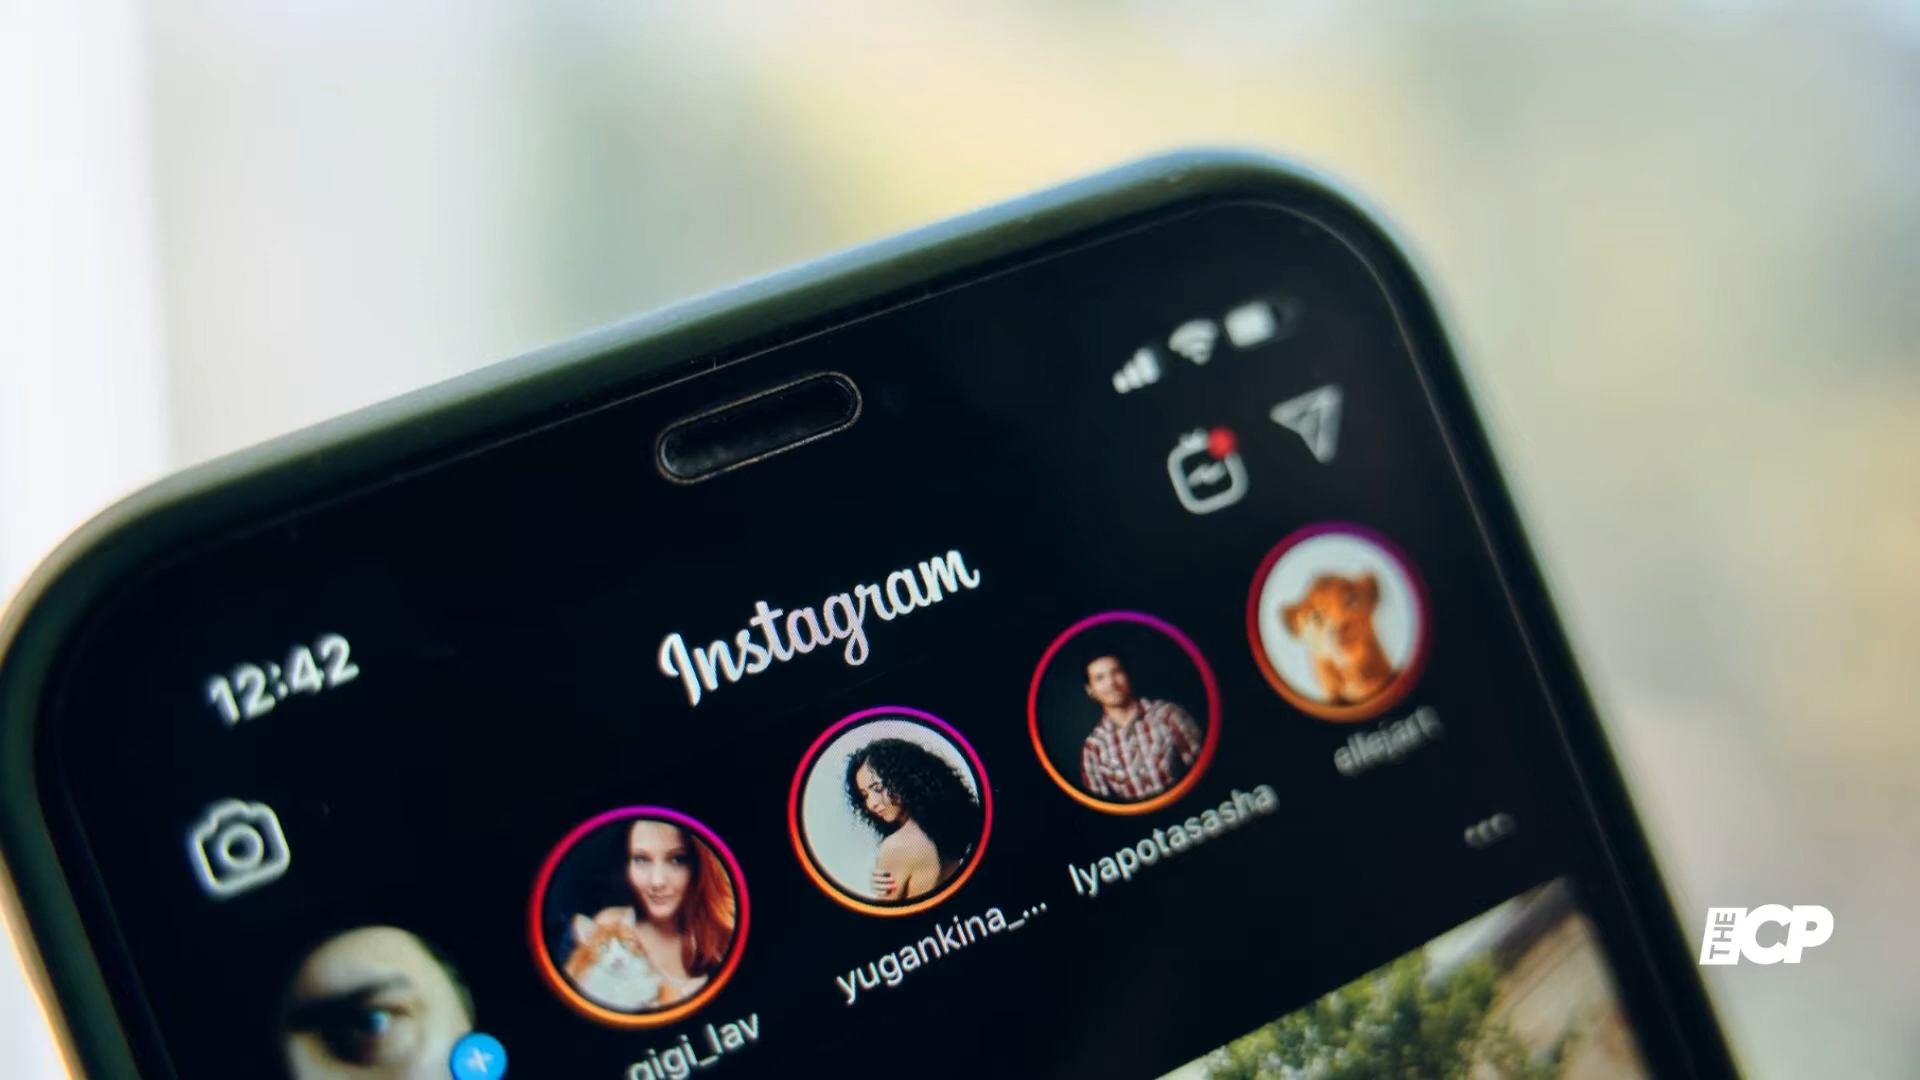 12:42
Instagram
gigi_lav
yugankina_...
lyapotasasha
THE
CP